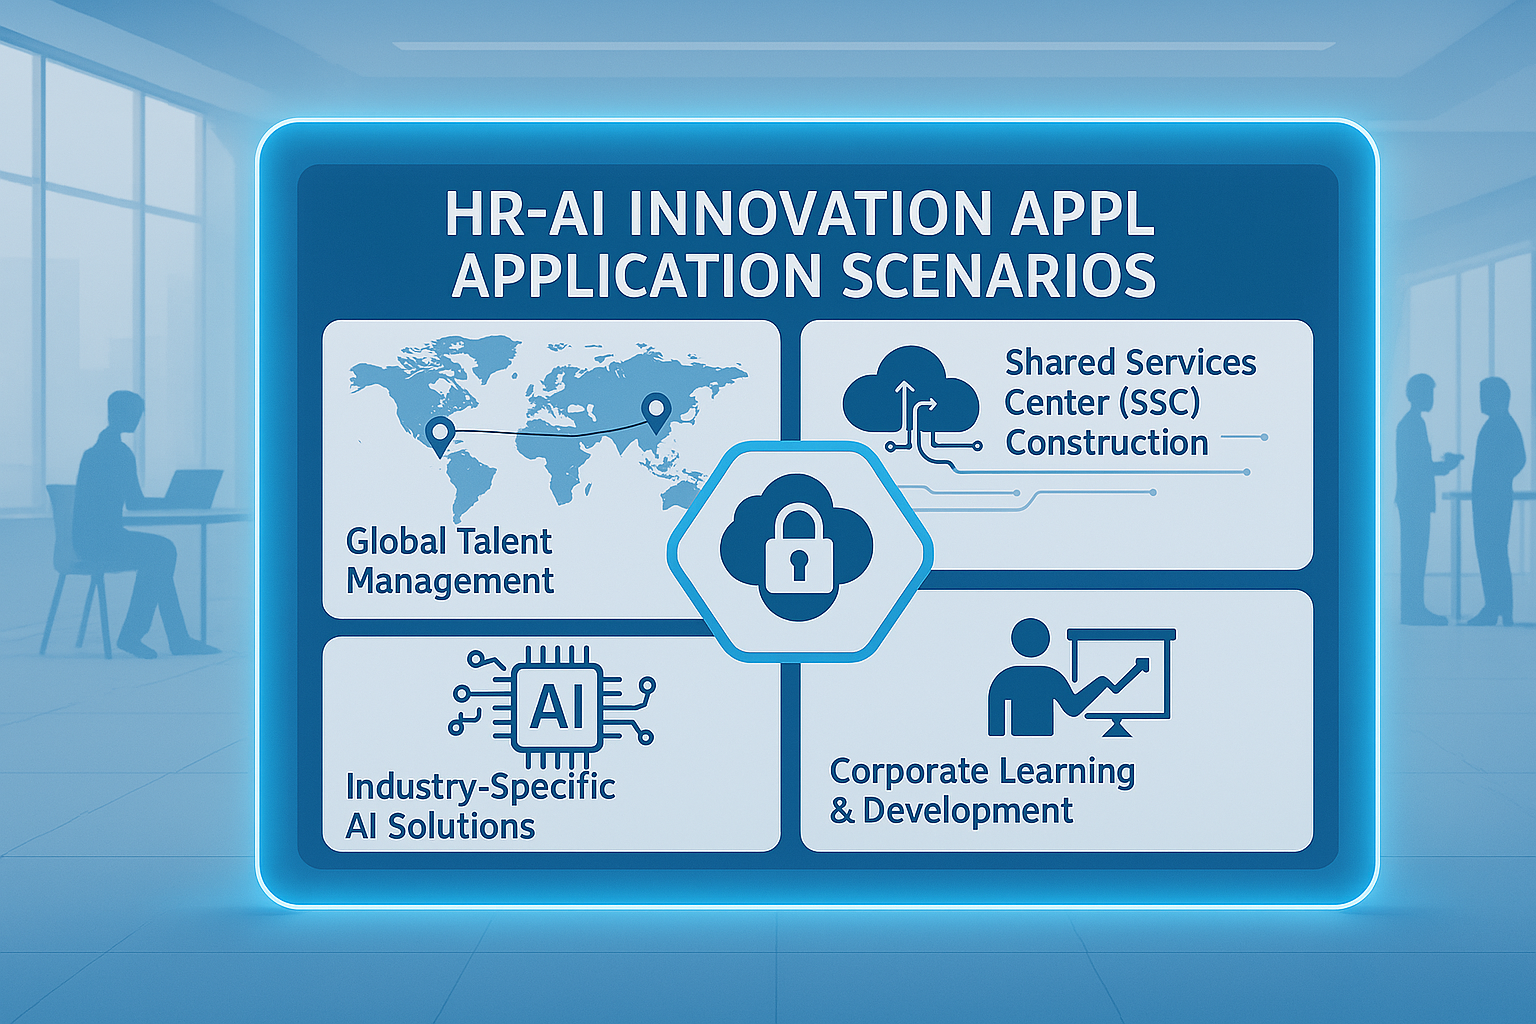 HR-AI INNOVATION APPL
APPLICATION SCENARIOS
Global Talent
Management
Shared Services
Center (SSC)
Construction
AI
Industry-Specific
AI Solutions
Corporate Learning
& Development